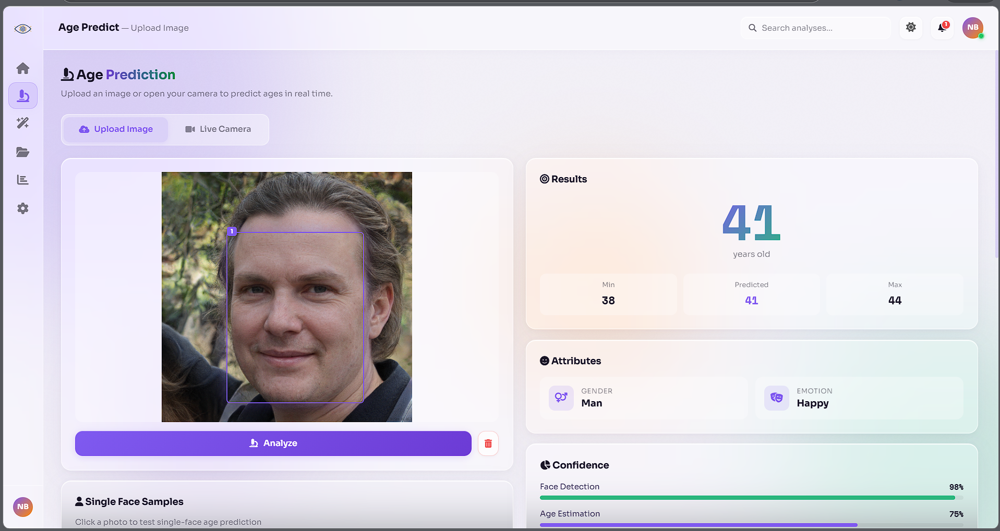 Age Predict — Upload Image
Search analyses...
1
NB
Age Prediction
Upload an image or open your camera to predict ages in real time.
Upload Image
Live Camera
1
Analyze
Single Face Samples
Click a photo to test single-face age prediction
NB
Results
41
years old
Min
38
Predicted
41
Max
44
Attributes
GENDER
Man
EMOTION
Happy
Confidence
Face Detection 98%
Age Estimation 75%